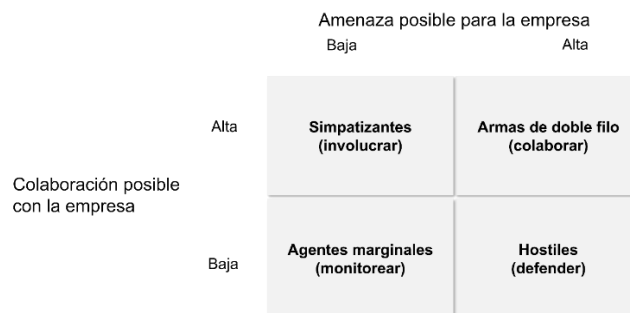 Amenaza posible para la empresa
Baja
Alta
Alta
Simpatizantes
(involucrar)
Armas de doble filo
(colaborar)
Colaboración posible
con la empresa
Baja
Agentes marginales
(monitorear)
Hostiles
(defender)